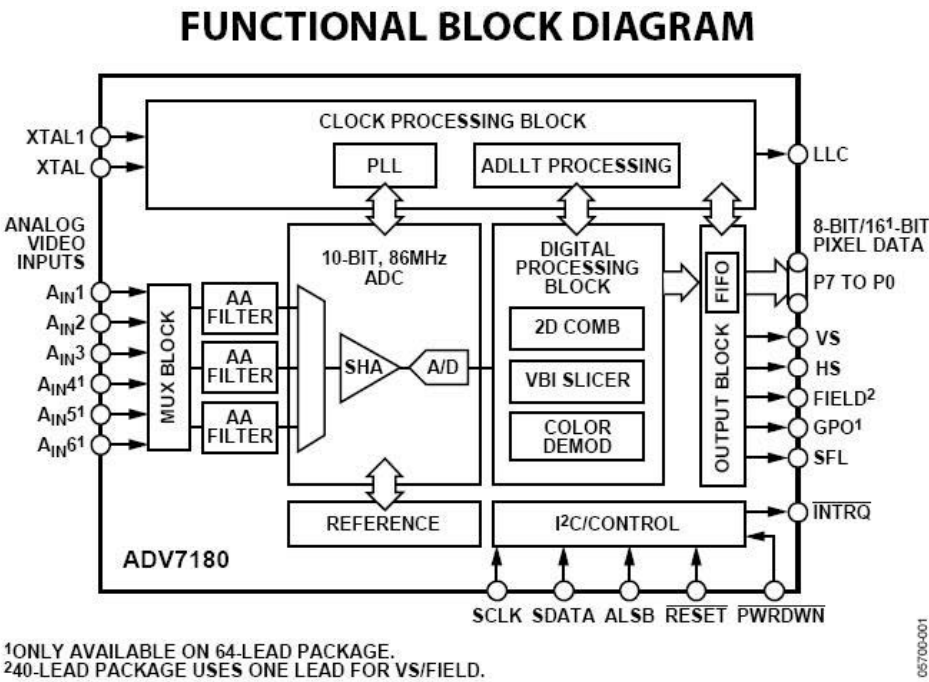 FUNCTIONAL BLOCK DIAGRAM
CLOCK PROCESSING BLOCK
XTAL1
XTAL
PLL
ADLLT PROCESSING
LLC
ANALOG
VIDEO
INPUTS
10-BIT, 86MHz
ADC
DIGITAL
PROCESSING
BLOCK
8-BIT/16¹-BIT
PIXEL DATA
P7 TO P0
FIFO
OUTPUT BLOCK
AIN1
AIN2
AIN3
AIN4¹
AIN5¹
AIN6¹
MUX BLOCK
AA
FILTER
AA
FILTER
AA
FILTER
SHA
A/D
2D COMB
VBI SLICER
COLOR
DEMOD
VS
HS
FIELD²
GPO¹
SFL
REFERENCE
I²C/CONTROL
INTRQ
ADV7180
SCLK
SDATA
ALSB
RESET
PWRDWN
¹ONLY AVAILABLE ON 64-LEAD PACKAGE.
²40-LEAD PACKAGE USES ONE LEAD FOR VS/FIELD.
05700-001